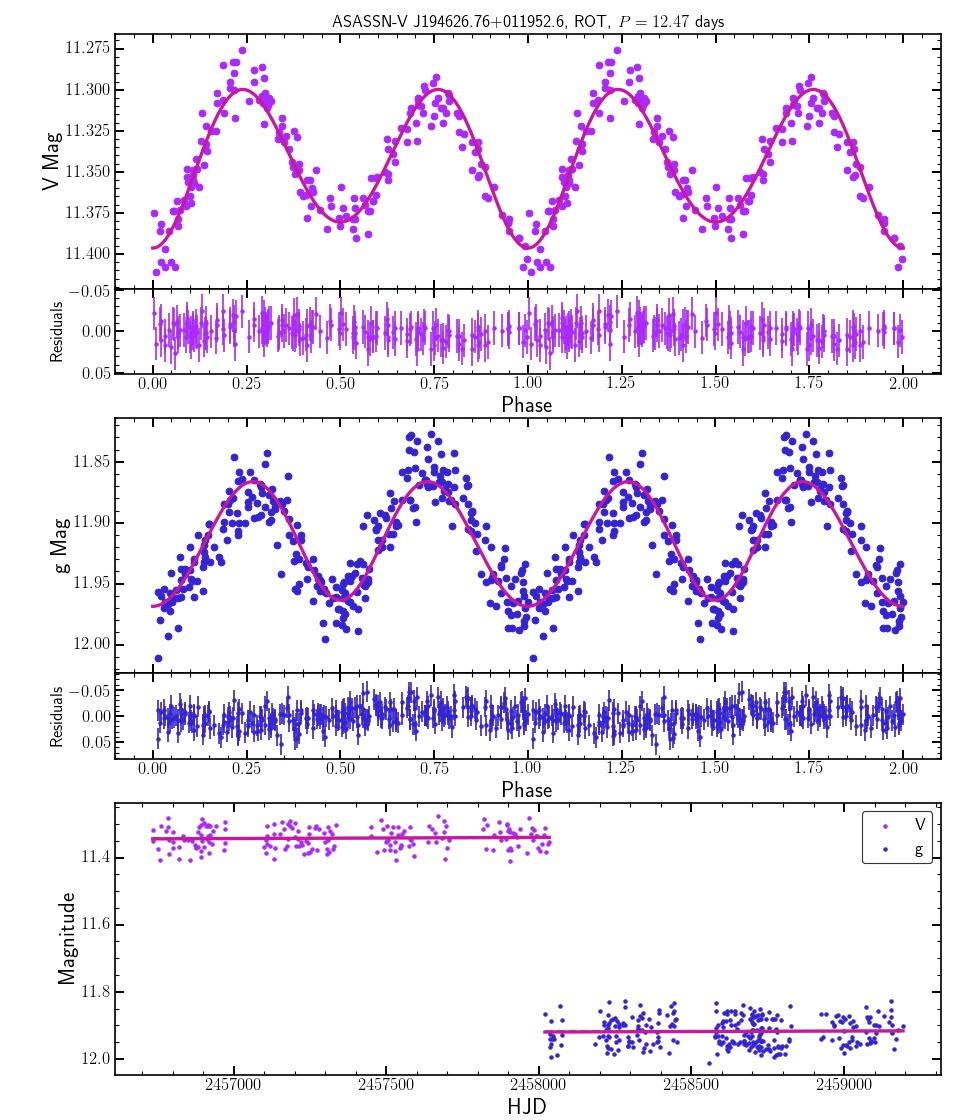 ASASSN-V J194626.76+011952.6, ROT, P = 12.47 days
V Mag
11.275
11.300
11.325
11.350
11.375
11.400
Residuals
−0.05
0.00
0.05
0.00 0.25 0.50 0.75 1.00 1.25 1.50 1.75 2.00
Phase
g Mag
11.85
11.90
11.95
12.00
Residuals
−0.05
0.00
0.05
0.00 0.25 0.50 0.75 1.00 1.25 1.50 1.75 2.00
Phase
Magnitude
11.4
11.6
11.8
12.0
V
g
2457000 2457500 2458000 2458500 2459000
HJD